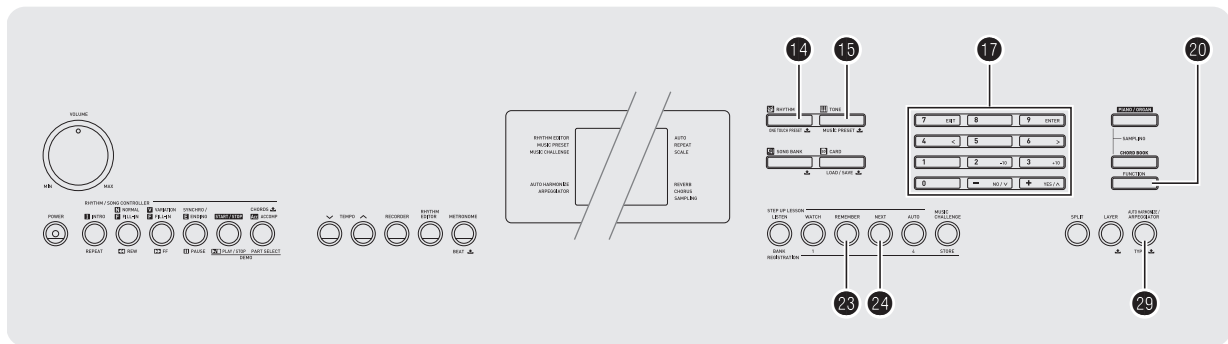 14 15 17 20
VOLUME
MIN MAX
RHYTHM EDITOR
MUSIC PRESET
MUSIC CHALLENGE
AUTO HARMONIZE
ARPEGGIATOR
AUTO
REPEAT
SCALE
REVERB
CHORUS
SAMPLING
RHYTHM
TONE
ONE TOUCH PRESET
MUSIC PRESET
SONG BANK
CARD
LOAD / SAVE
7 EXIT 8 9 ENTER
4 < 5 6 >
1 2 -10 3 +10
0 - NO / ∨ + YES / ∧
PIANO / ORGAN
SAMPLING
CHORD BOOK
FUNCTION
RHYTHM / SONG CONTROLLER
POWER
I INTRO
N NORMAL
F FILL-IN
V VARIATION
F FILL-IN
SYNCHRO /
E ENDING
START / STOP
CHORDS
ACCOMP
REPEAT
REW
FF
PAUSE
PLAY / STOP
PART SELECT
DEMO
TEMPO
RECORDER
RHYTHM
EDITOR
METRONOME
BEAT
STEP UP LESSON
LISTEN
WATCH
REMEMBER
NEXT
AUTO
MUSIC
CHALLENGE
BANK
1
4
STORE
REGISTRATION
SPLIT
LAYER
AUTO HARMONIZE /
ARPEGGIATOR
23 24 29